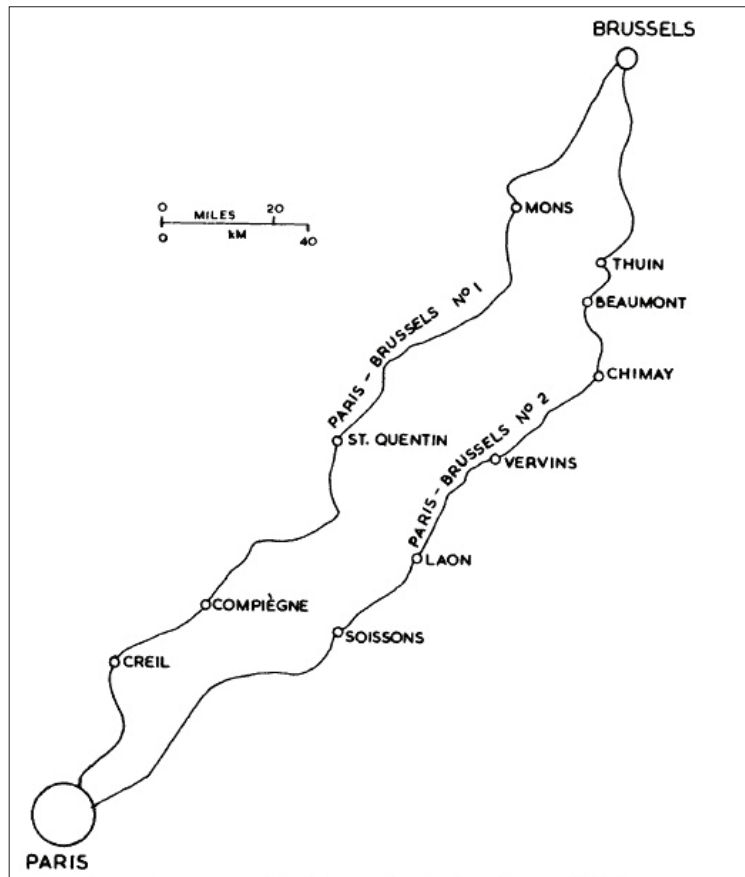 BRUSSELS
0 MILES 20
0 KM 40
MONS
THUIN
BEAUMONT
PARIS - BRUSSELS Nº 1
CHIMAY
PARIS - BRUSSELS Nº 2
ST. QUENTIN
VERVINS
LAON
COMPIÈGNE
SOISSONS
CREIL
PARIS